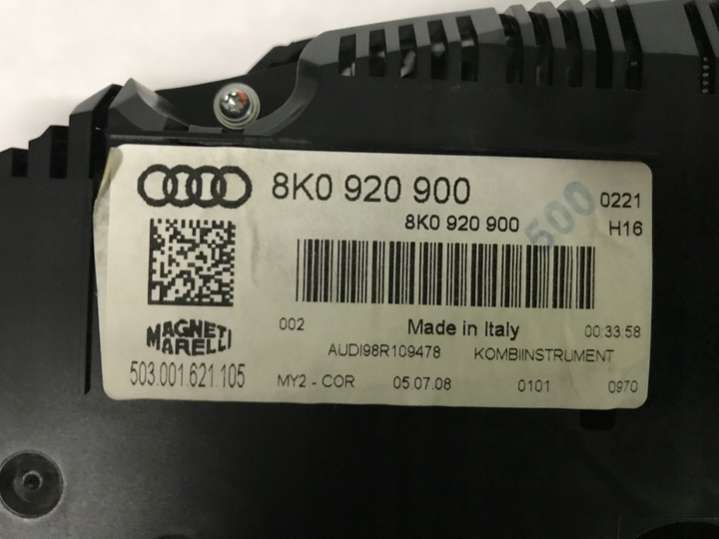 8K0 920 900
0221
8K0 920 900
H16
500
002
Made in Italy
00:33:58
MAGNETI
MARELLI
AUDI98R109478
KOMBIINSTRUMENT
503.001.621.105
MY2 - COR
05.07.08
0101
0970